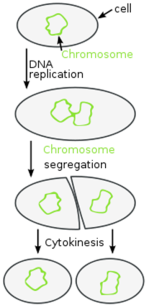 cell
Chromosome
DNA
replication
Chromosome
segregation
Cytokinesis